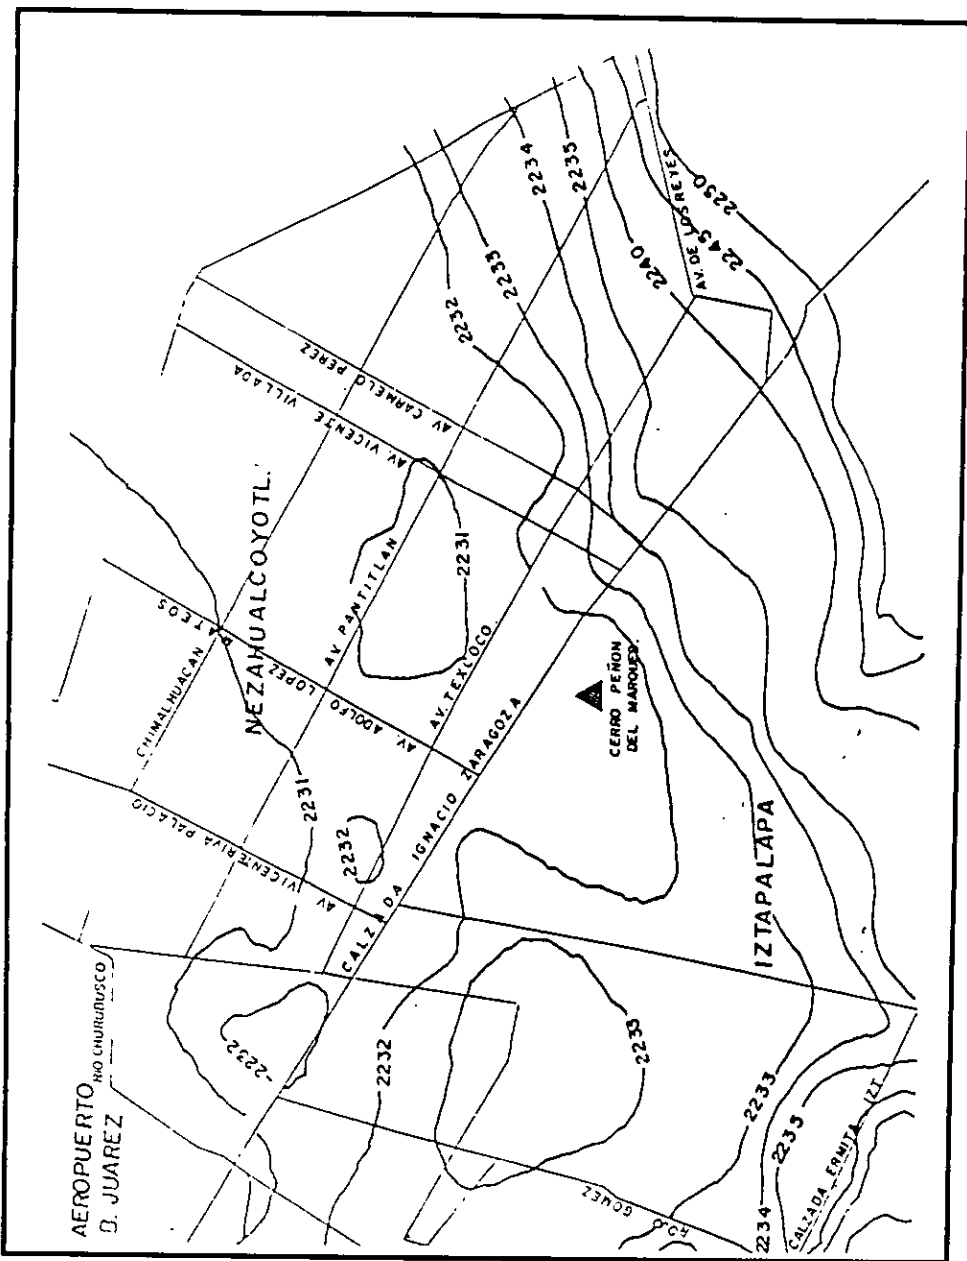 AEROPUERTO
B. JUAREZ
RIO CHURUBUSCO
CHIMALHUACAN
NEZAHUALCOYOTL.
AV. VICENTE RIVA PALACIO
AV. ADOLFO LOPEZ MATEOS
AV PANTITLAN
AV. VICENTE VILLADA
AV CARMELO PEREZ
AV. TEXCOCO.
CALZADA IGNACIO ZARAGOZA
CERRO PEÑON
DEL MARQUES.
AV. DE LOS REYES
IZTAPALAPA
CALZADA ERMITA IZT.
RO.O GOMEZ
2231
2231
2232
2232
2232
2232
2233
2233
2233
2234
2234
2235
2235
2240
2245
2250